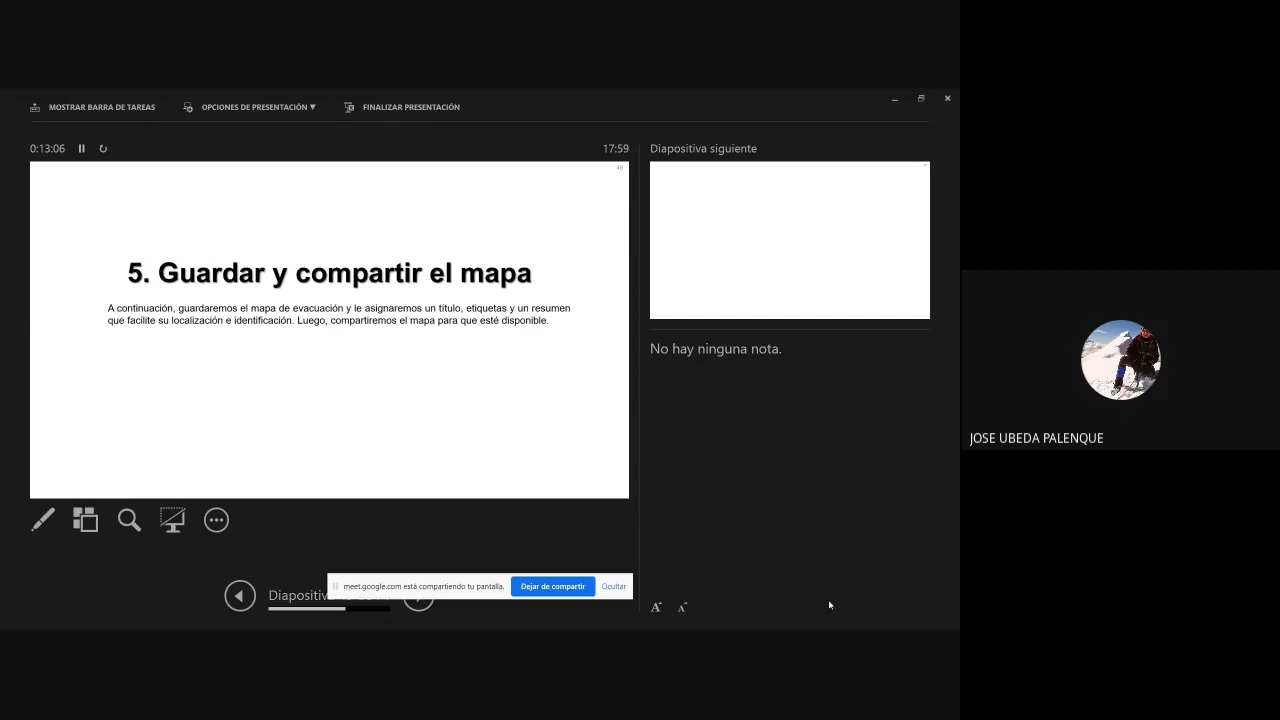 MOSTRAR BARRA DE TAREAS
OPCIONES DE PRESENTACIÓN ▼
FINALIZAR PRESENTACIÓN
0:13:06
17:59
Diapositiva siguiente
5. Guardar y compartir el mapa
A continuación, guardaremos el mapa de evacuación y le asignaremos un título, etiquetas y un resumen
que facilite su localización e identificación. Luego, compartiremos el mapa para que esté disponible.
No hay ninguna nota.
JOSE UBEDA PALENQUE
meet.google.com está compartiendo tu pantalla.
Dejar de compartir
Ocultar
A A